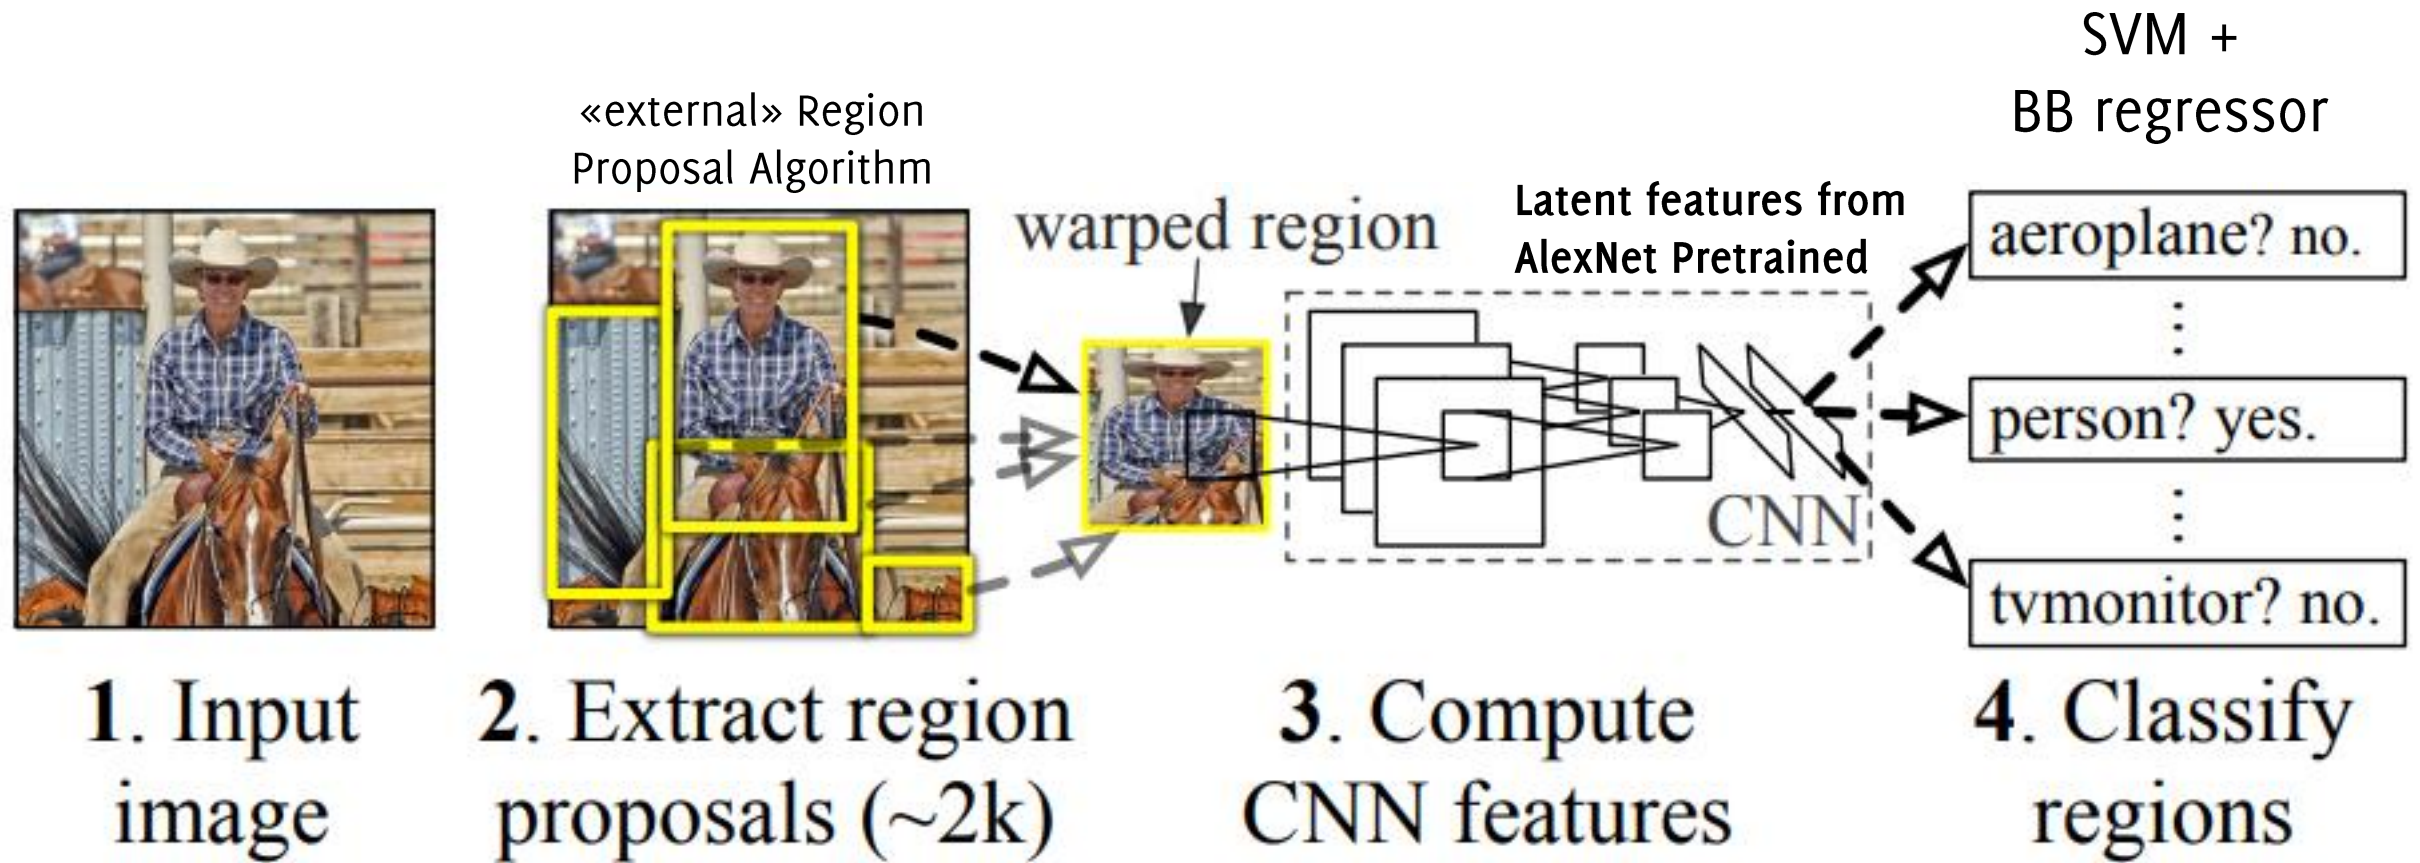 SVM +
BB regressor
«external» Region
Proposal Algorithm
warped region
Latent features from
AlexNet Pretrained
aeroplane? no.
⋮
person? yes.
⋮
tvmonitor? no.
CNN
1. Input
image
2. Extract region
proposals (~2k)
3. Compute
CNN features
4. Classify
regions